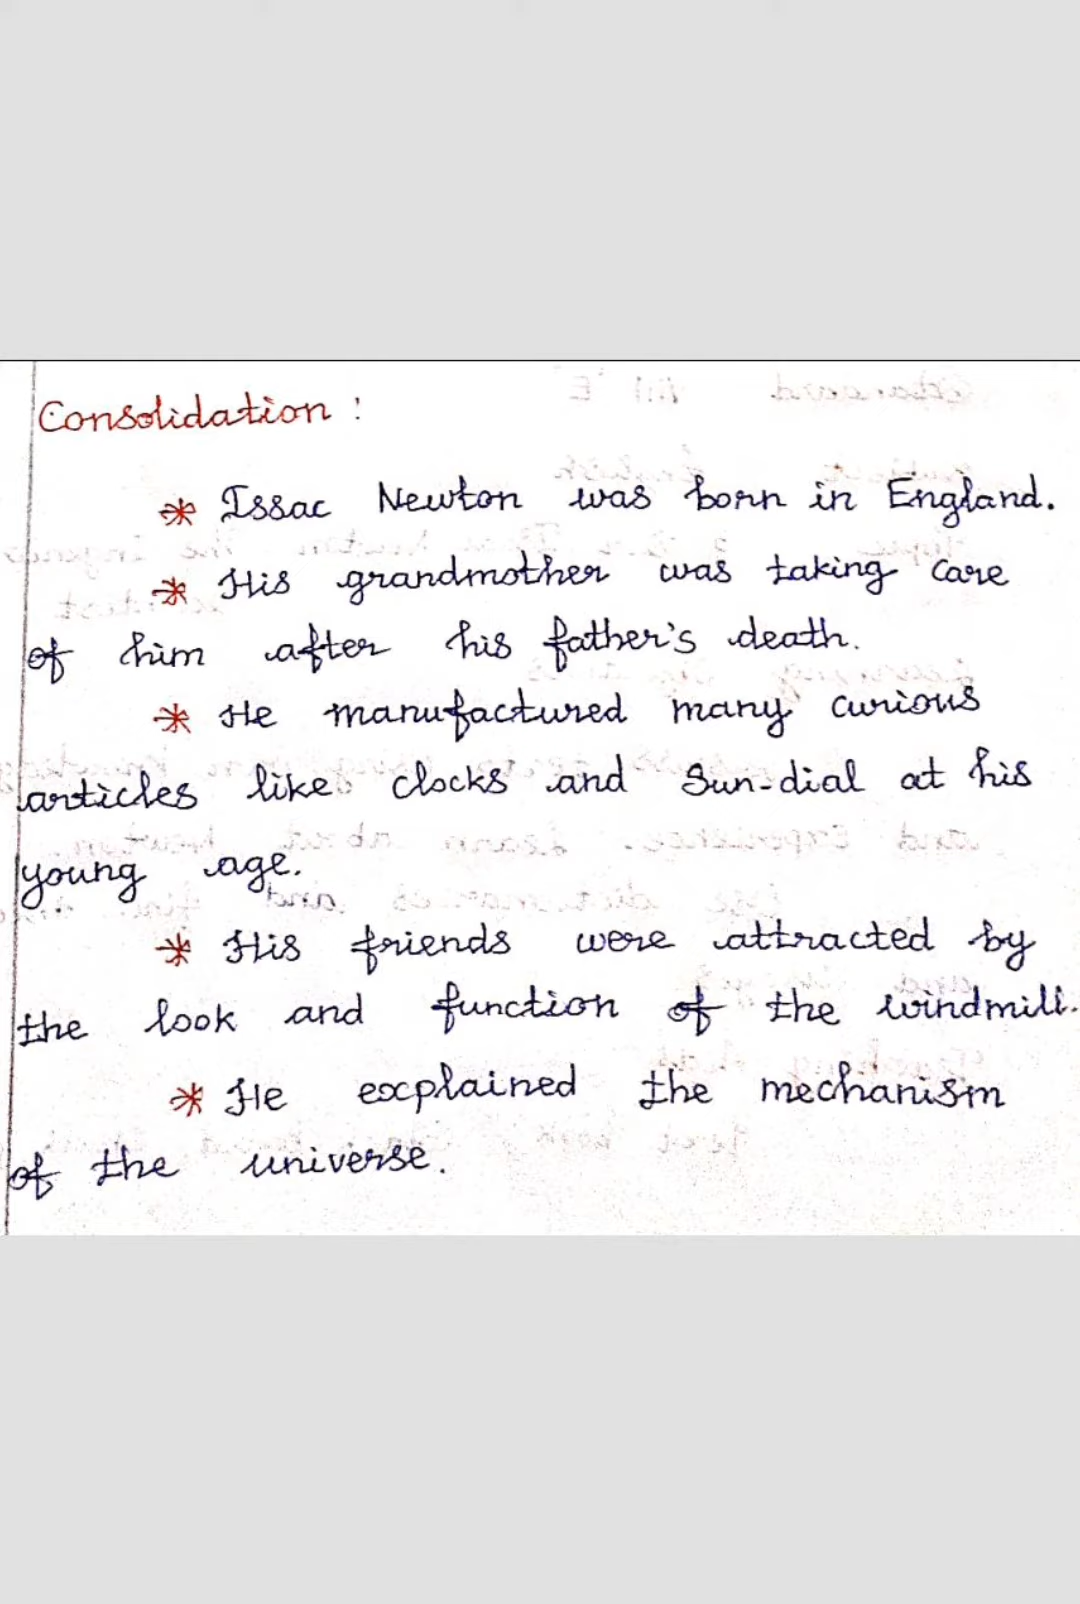 Consolidation :
* Issac Newton was born in England.
* His grandmother was taking care
of him after his father's death.
* He manufactured many curious
articles like clocks and Sun-dial at his
young age.
* His friends were attracted by
the look and function of the windmill.
* He explained the mechanism
of the universe.